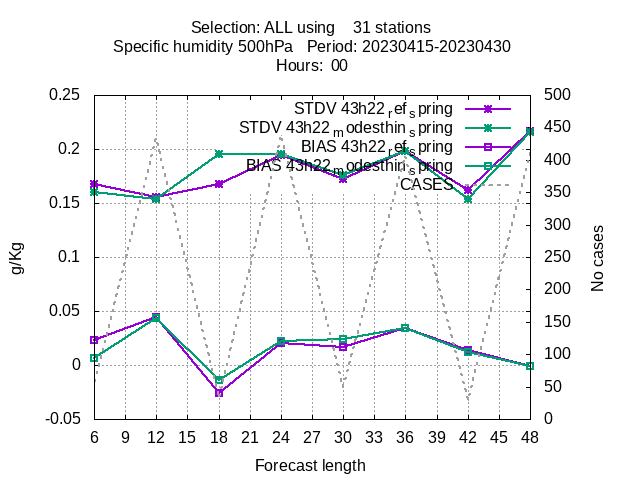 Selection: ALL using 31 stations
Specific humidity 500hPa Period: 20230415-20230430
Hours: 00
STDV 43h22_ref_spring
STDV 43h22_modesthin_spring
BIAS 43h22_ref_spring
BIAS 43h22_modesthin_spring
CASES
0.25
0.2
0.15
0.1
0.05
0
-0.05
g/Kg
500
450
400
350
300
250
200
150
100
50
0
No cases
6 9 12 15 18 21 24 27 30 33 36 39 42 45 48
Forecast length